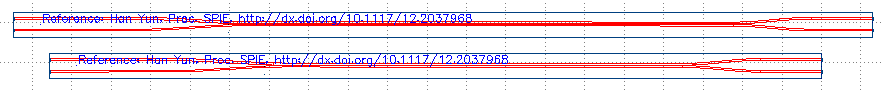 Reference: Han Yun, Proc. SPIE, http://dx.doi.org/10.1117/12.2037968
Reference: Han Yun, Proc. SPIE, http://dx.doi.org/10.1117/12.2037968